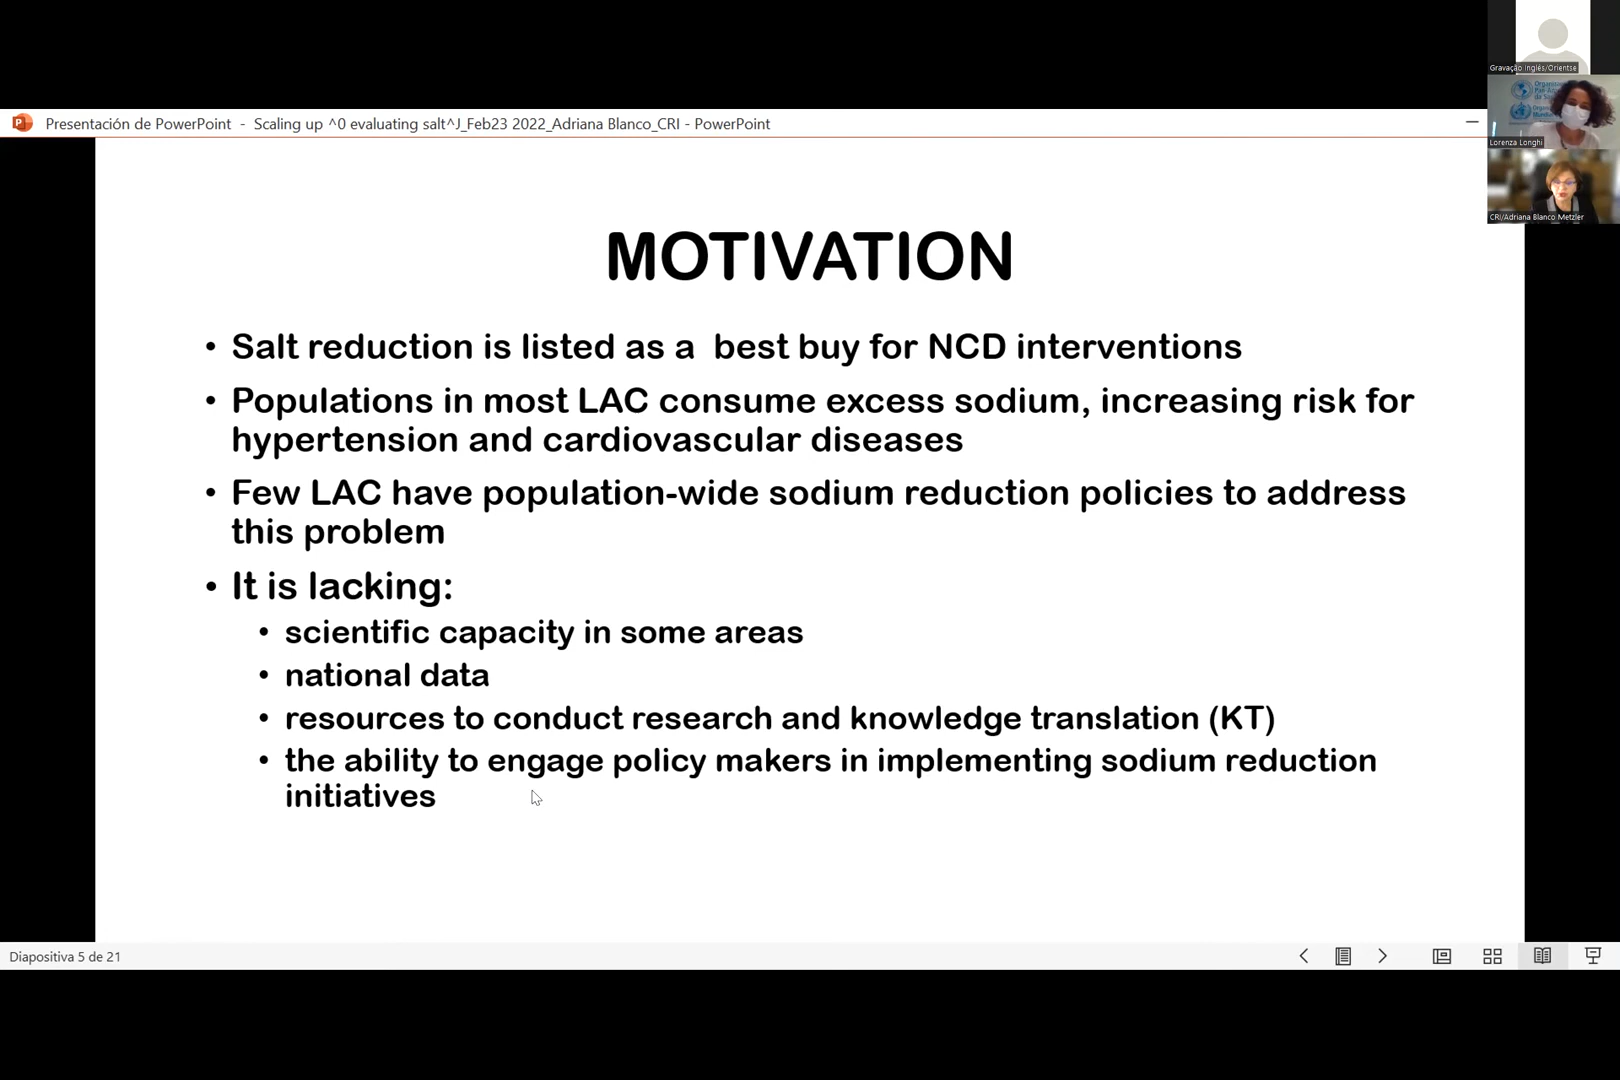 Gravação Inglês/Orientse
Presentación de PowerPoint - Scaling up ^0 evaluating salt^J_Feb23 2022_Adriana Blanco_CRI - PowerPoint
Lorenza Longhi
CRI/Adriana Blanco Metzler
MOTIVATION
• Salt reduction is listed as a best buy for NCD interventions
• Populations in most LAC consume excess sodium, increasing risk for
hypertension and cardiovascular diseases
• Few LAC have population-wide sodium reduction policies to address
this problem
• It is lacking:
• scientific capacity in some areas
• national data
• resources to conduct research and knowledge translation (KT)
• the ability to engage policy makers in implementing sodium reduction
initiatives
Diapositiva 5 de 21